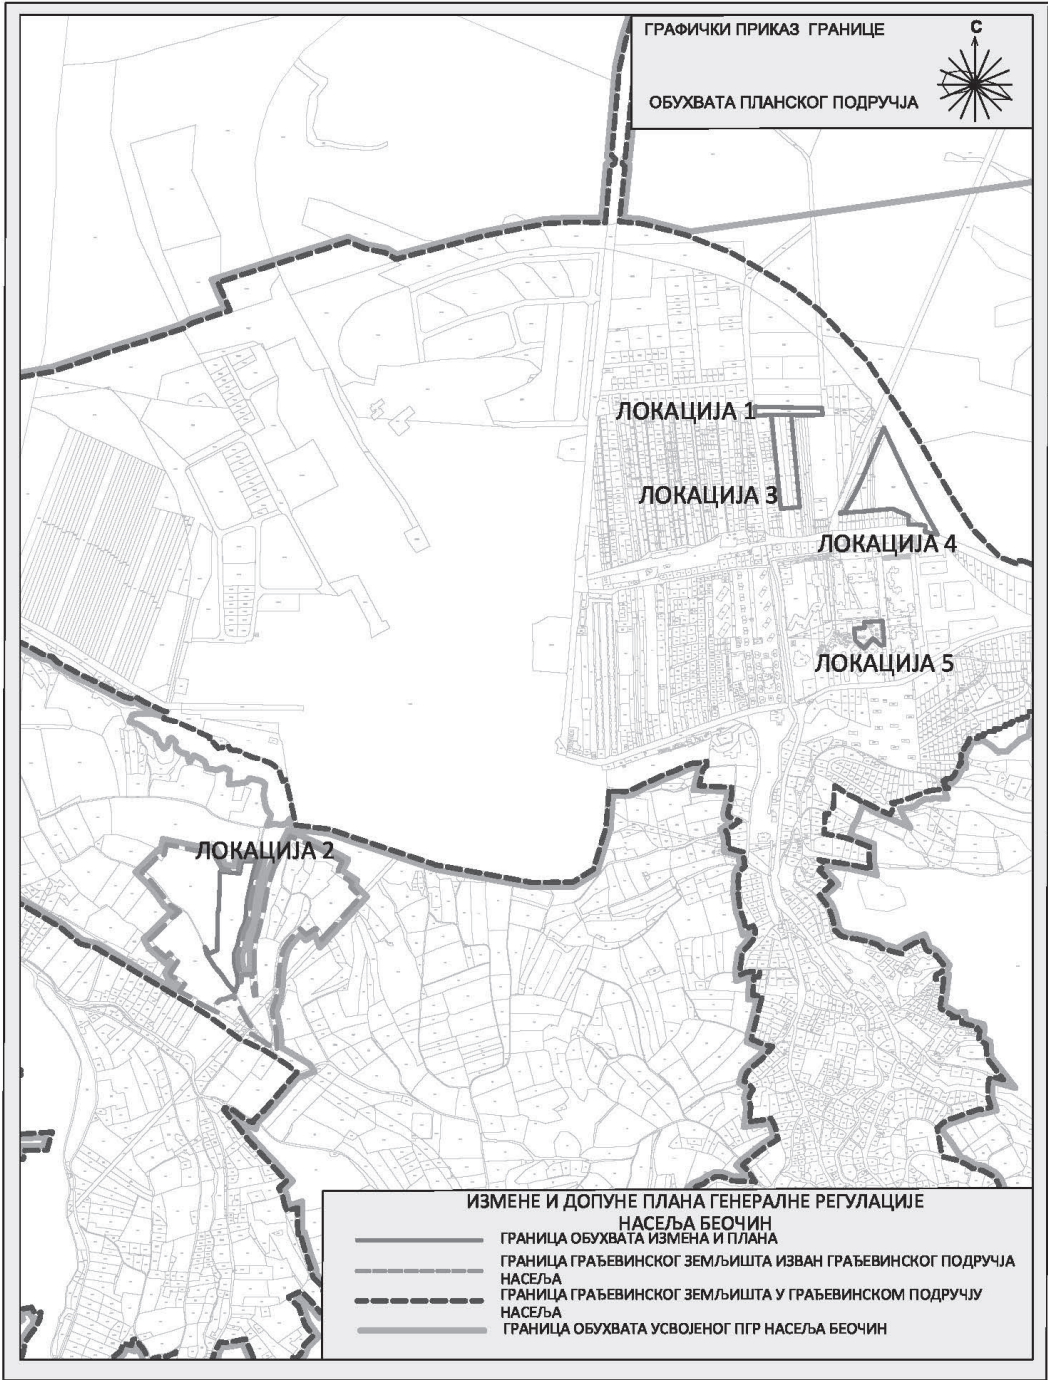 ГРАФИЧКИ ПРИКАЗ ГРАНИЦЕ
С
ОБУХВАТА ПЛАНСКОГ ПОДРУЧЈА
ЛОКАЦИЈА 1
ЛОКАЦИЈА 3
ЛОКАЦИЈА 4
ЛОКАЦИЈА 5
ЛОКАЦИЈА 2
ИЗМЕНЕ И ДОПУНЕ ПЛАНА ГЕНЕРАЛНЕ РЕГУЛАЦИЈЕ
НАСЕЉА БЕОЧИН
ГРАНИЦА ОБУХВАТА ИЗМЕНА И ПЛАНА
ГРАНИЦА ГРАЂЕВИНСКОГ ЗЕМЉИШТА ИЗВАН ГРАЂЕВИНСКОГ ПОДРУЧЈА
НАСЕЉА
ГРАНИЦА ГРАЂЕВИНСКОГ ЗЕМЉИШТА У ГРАЂЕВИНСКОМ ПОДРУЧЈУ
НАСЕЉА
ГРАНИЦА ОБУХВАТА УСВОЈЕНОГ ПГР НАСЕЉА БЕОЧИН